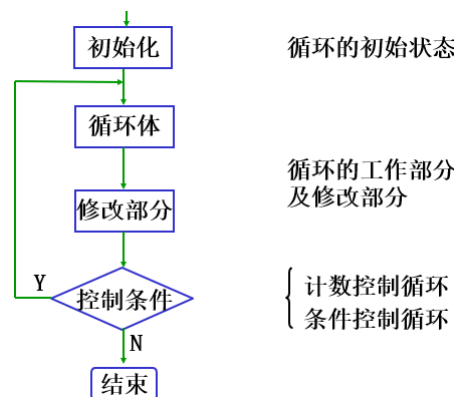 初始化
循环的初始状态
循环体
循环的工作部分
及修改部分
修改部分
Y
控制条件
计数控制循环
条件控制循环
N
结束